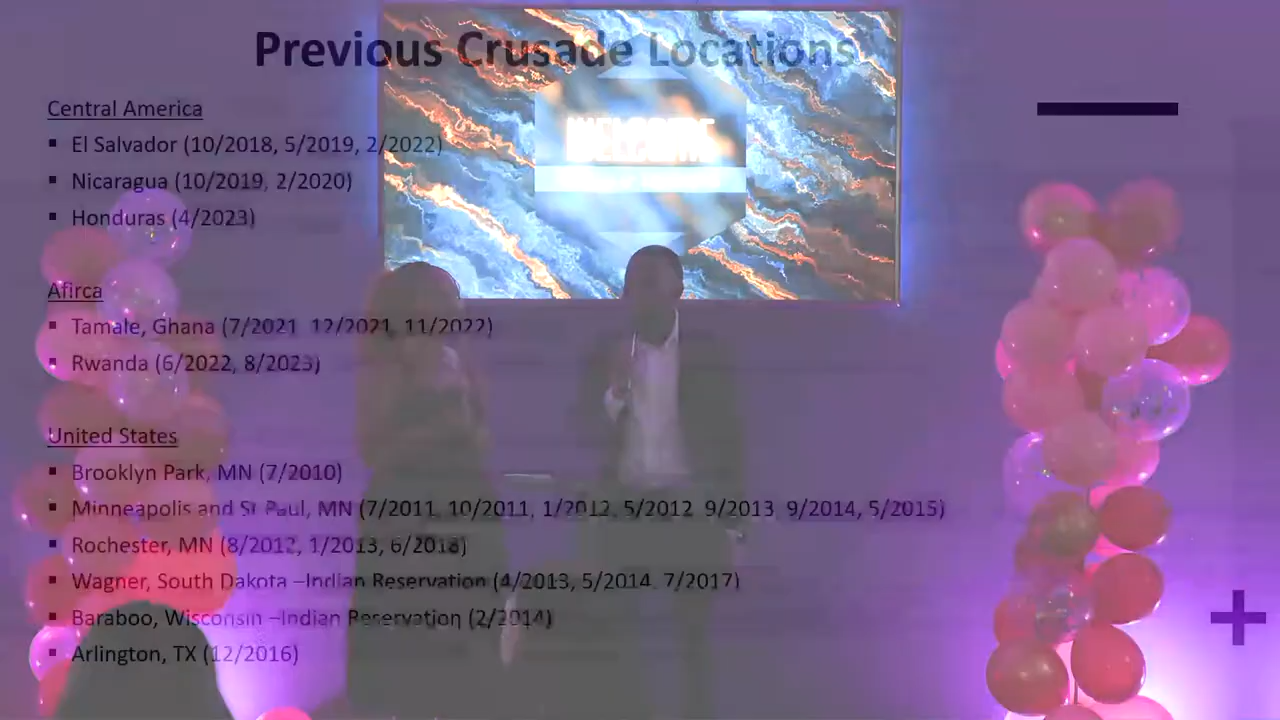 Previous Crusade Locations
Central America
▪ El Salvador (10/2018, 5/2019, 2/2022)
▪ Nicaragua (10/2019, 2/2020)
▪ Honduras (4/2023)
Afirca
▪ Tamale, Ghana (7/2021, 12/2021, 11/2022)
▪ Rwanda (6/2022, 8/2023)
United States
▪ Brooklyn Park, MN (7/2010)
▪ Minneapolis and St Paul, MN (7/2011, 10/2011, 1/2012, 5/2012 9/2013 9/2014, 5/2015)
▪ Rochester, MN (8/2012, 1/2013, 6/2018)
▪ Wagner, South Dakota –Indian Reservation (4/2013, 5/2014, 7/2017)
▪ Baraboo, Wisconsin –Indian Reservation (2/2014)
▪ Arlington, TX (12/2016)
WELCOME